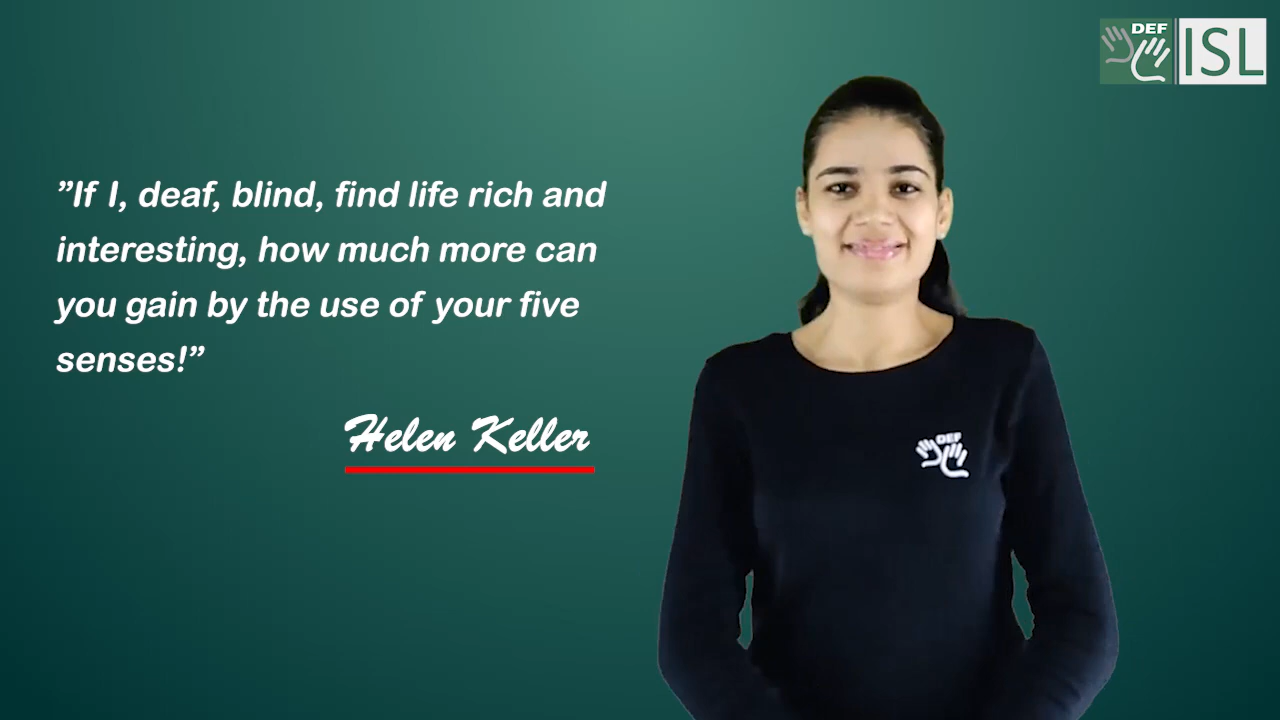 DEF
ISL
”If I, deaf, blind, find life rich and
interesting, how much more can
you gain by the use of your five
senses!”
Helen Keller
DEF